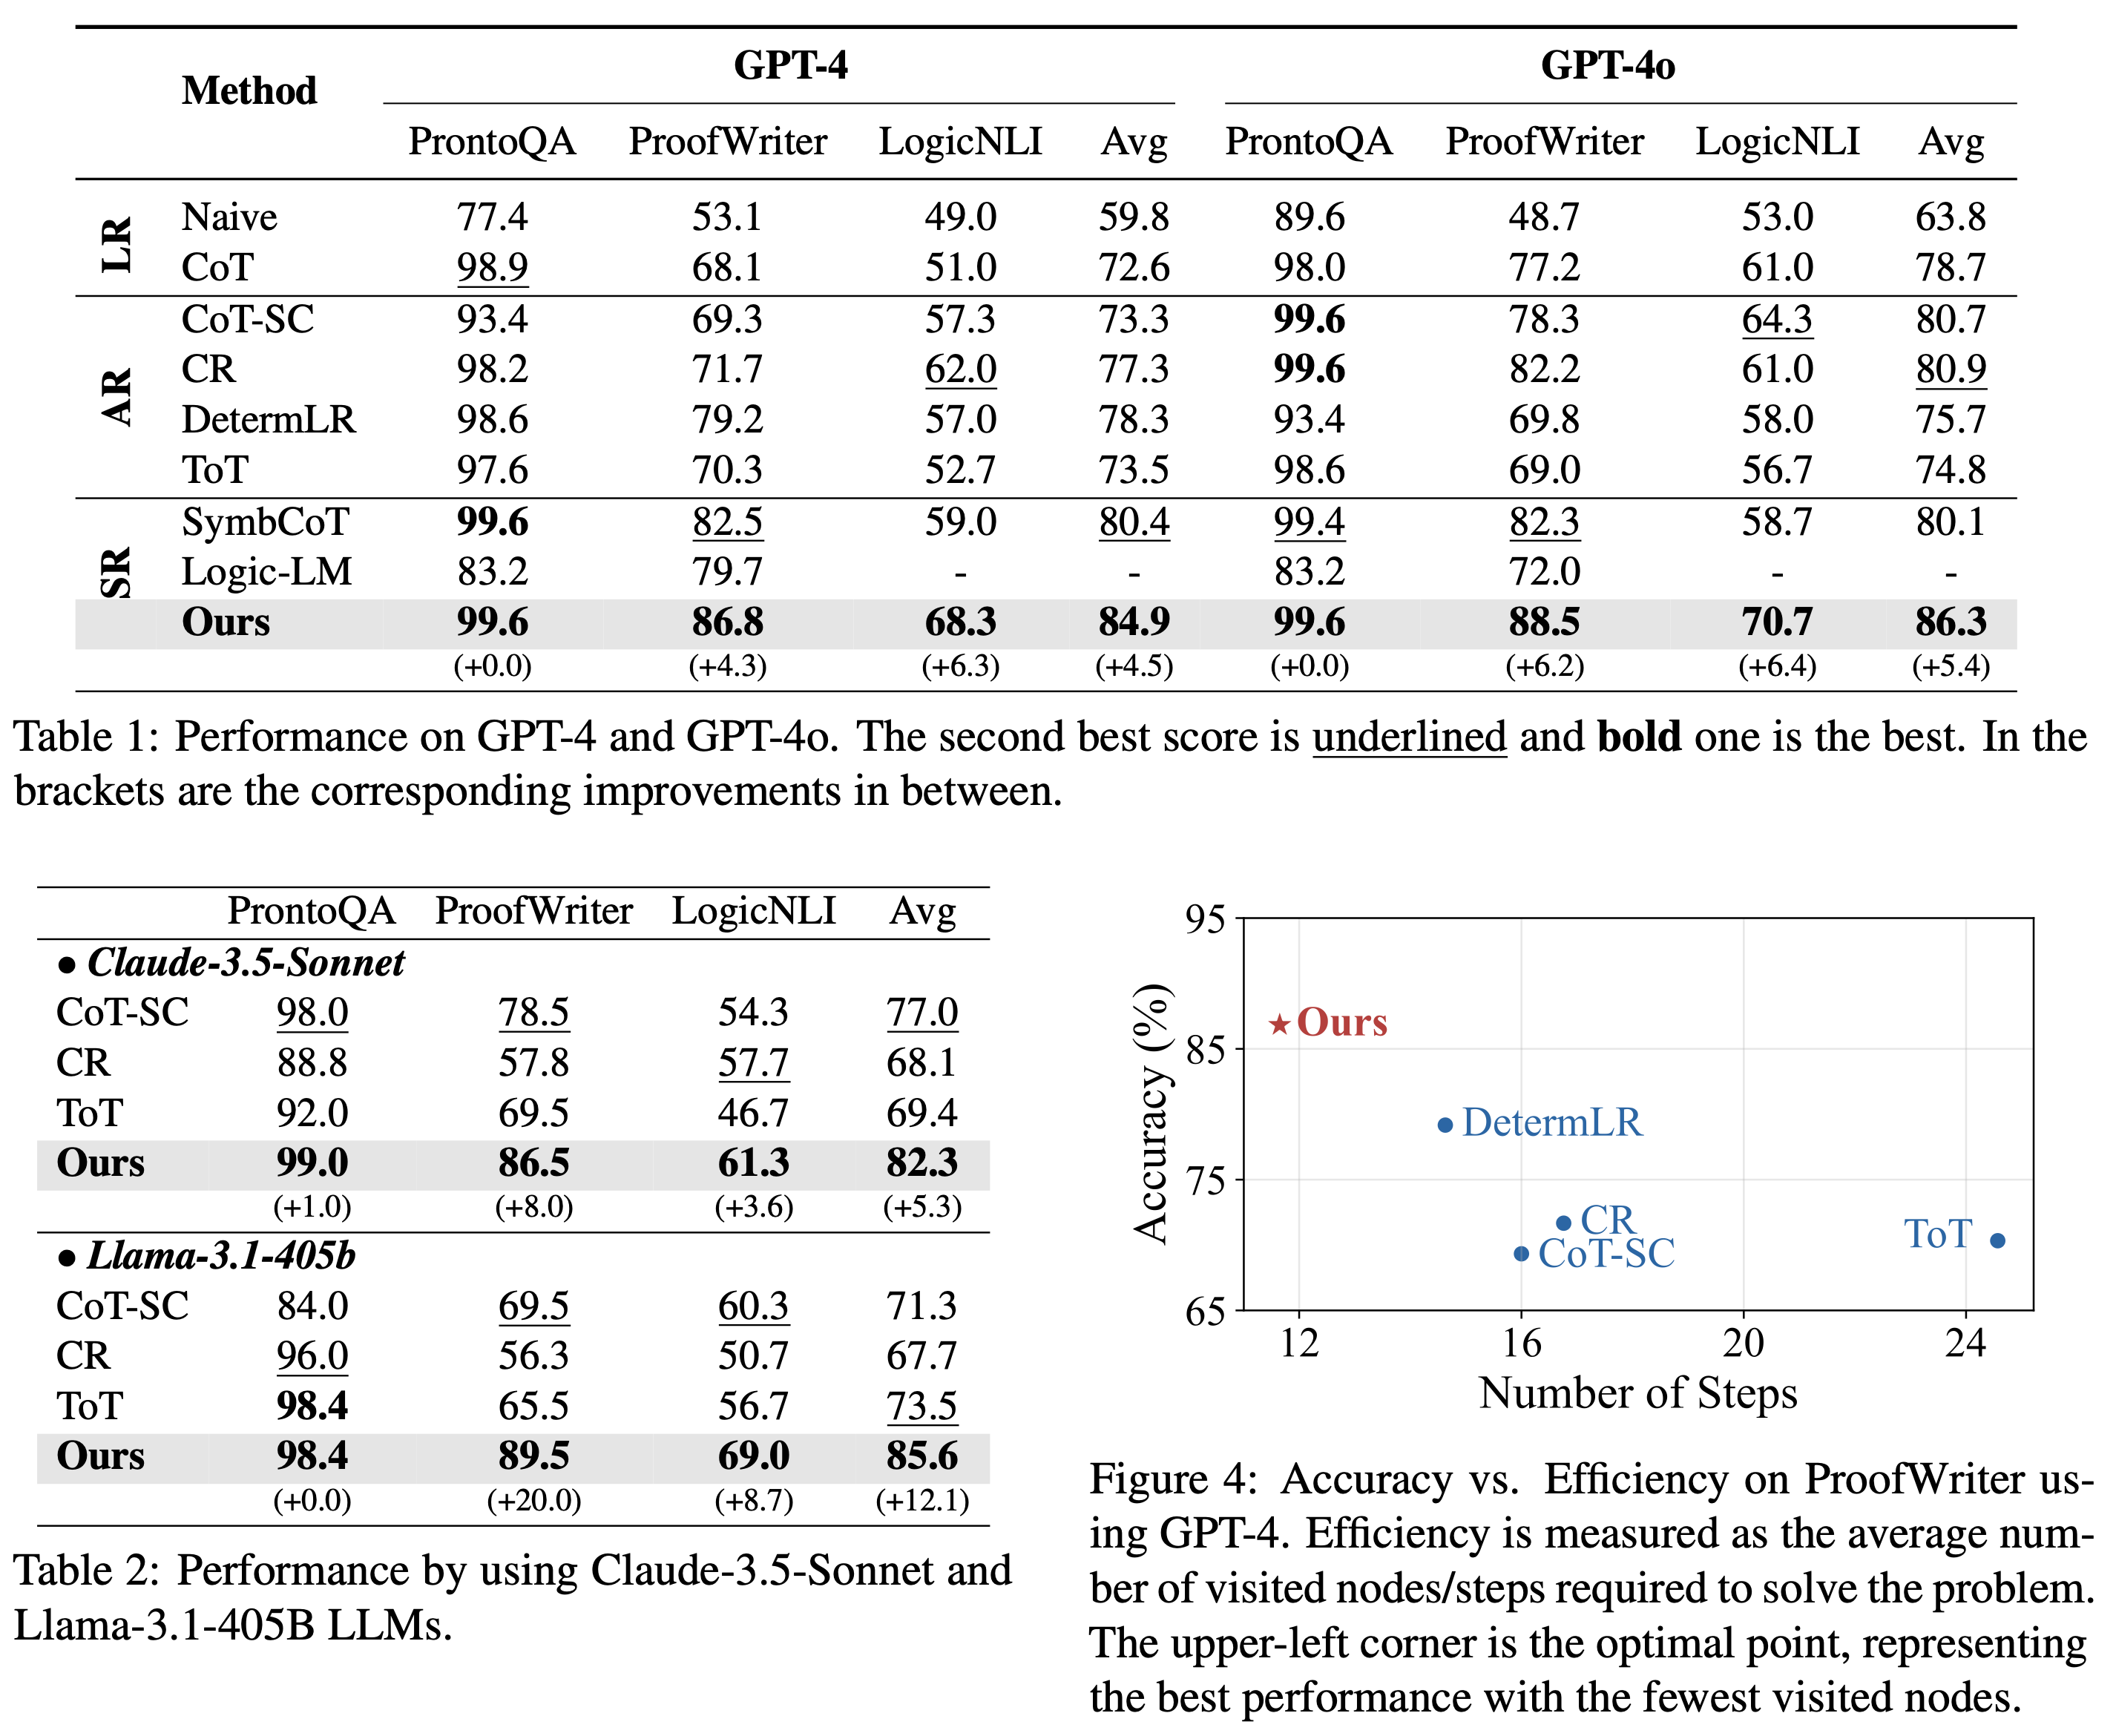 GPT-4 GPT-4o
Method
ProntoQA ProofWriter LogicNLI Avg ProntoQA ProofWriter LogicNLI Avg
LR
Naive 77.4 53.1 49.0 59.8 89.6 48.7 53.0 63.8
CoT 98.9 68.1 51.0 72.6 98.0 77.2 61.0 78.7
AR
CoT-SC 93.4 69.3 57.3 73.3 99.6 78.3 64.3 80.7
CR 98.2 71.7 62.0 77.3 99.6 82.2 61.0 80.9
DetermLR 98.6 79.2 57.0 78.3 93.4 69.8 58.0 75.7
ToT 97.6 70.3 52.7 73.5 98.6 69.0 56.7 74.8
SR
SymbCoT 99.6 82.5 59.0 80.4 99.4 82.3 58.7 80.1
Logic-LM 83.2 79.7 - - 83.2 72.0 - -
Ours 99.6 86.8 68.3 84.9 99.6 88.5 70.7 86.3
(+0.0) (+4.3) (+6.3) (+4.5) (+0.0) (+6.2) (+6.4) (+5.4)
Table 1: Performance on GPT-4 and GPT-4o. The second best score is underlined and bold one is the best. In the
brackets are the corresponding improvements in between.
ProntoQA ProofWriter LogicNLI Avg
• Claude-3.5-Sonnet
CoT-SC 98.0 78.5 54.3 77.0
CR 88.8 57.8 57.7 68.1
ToT 92.0 69.5 46.7 69.4
Ours 99.0 86.5 61.3 82.3
(+1.0) (+8.0) (+3.6) (+5.3)
• Llama-3.1-405b
CoT-SC 84.0 69.5 60.3 71.3
CR 96.0 56.3 50.7 67.7
ToT 98.4 65.5 56.7 73.5
Ours 98.4 89.5 69.0 85.6
(+0.0) (+20.0) (+8.7) (+12.1)
Table 2: Performance by using Claude-3.5-Sonnet and
Llama-3.1-405B LLMs.
Accuracy (%)
95
85
75
65
Ours
DetermLR
CR
CoT-SC
ToT
12 16 20 24
Number of Steps
Figure 4: Accuracy vs. Efficiency on ProofWriter us-
ing GPT-4. Efficiency is measured as the average num-
ber of visited nodes/steps required to solve the problem.
The upper-left corner is the optimal point, representing
the best performance with the fewest visited nodes.